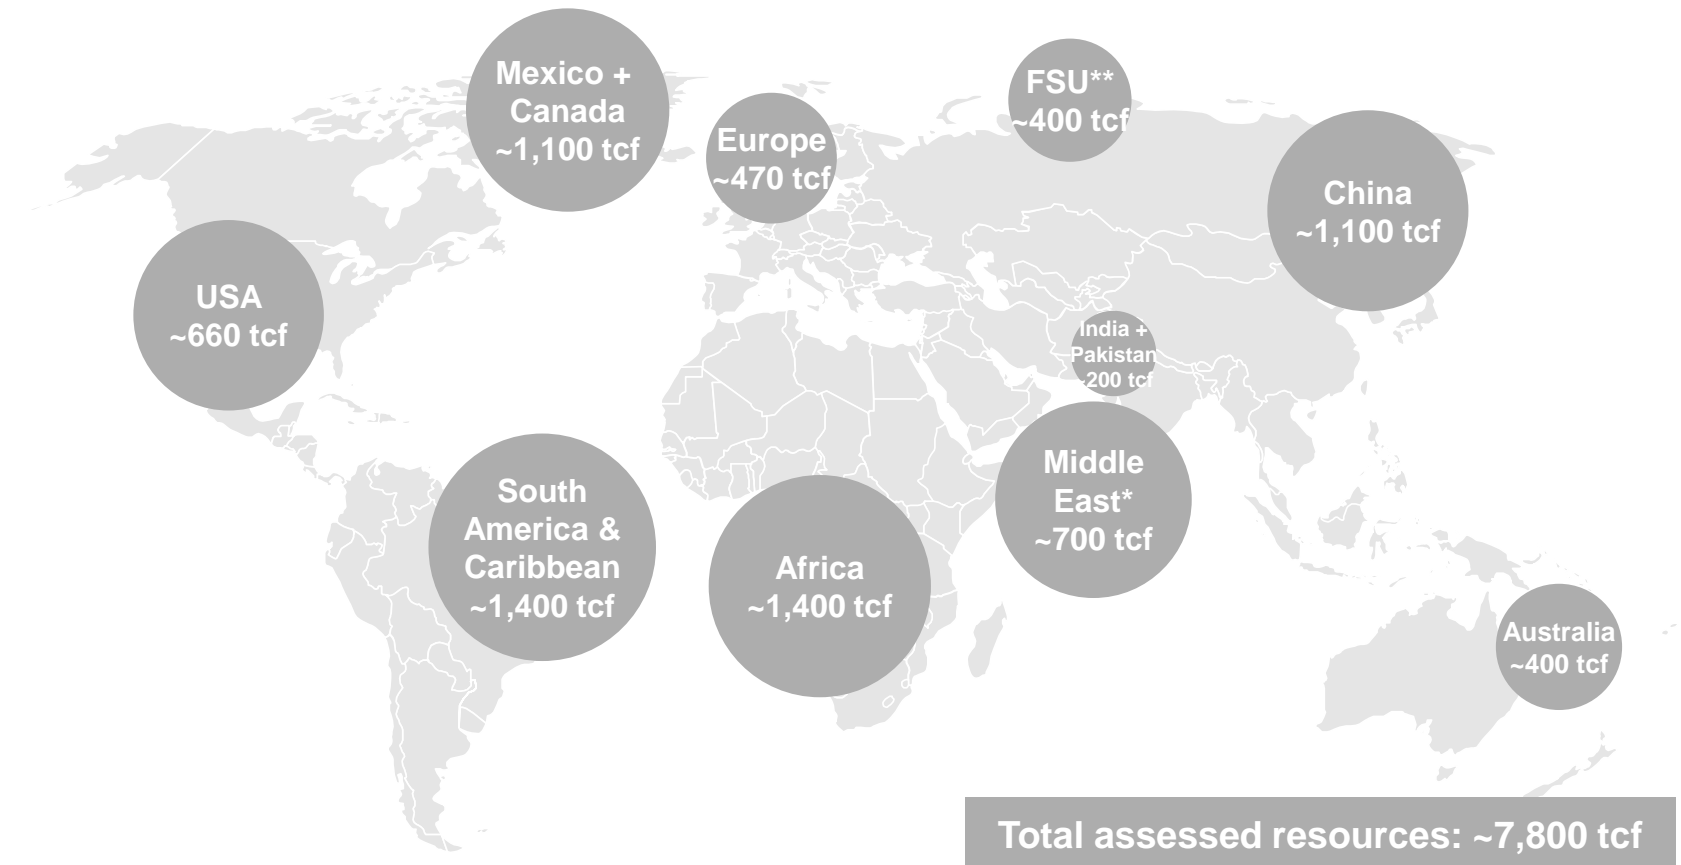 Mexico +
Canada
~1,100 tcf
FSU**
~400 tcf
Europe
~470 tcf
China
~1,100 tcf
USA
~660 tcf
India +
Pakistan
~200 tcf
Middle
East*
~700 tcf
South
America &
Caribbean
~1,400 tcf
Africa
~1,400 tcf
Australia
~400 tcf
Total assessed resources: ~7,800 tcf